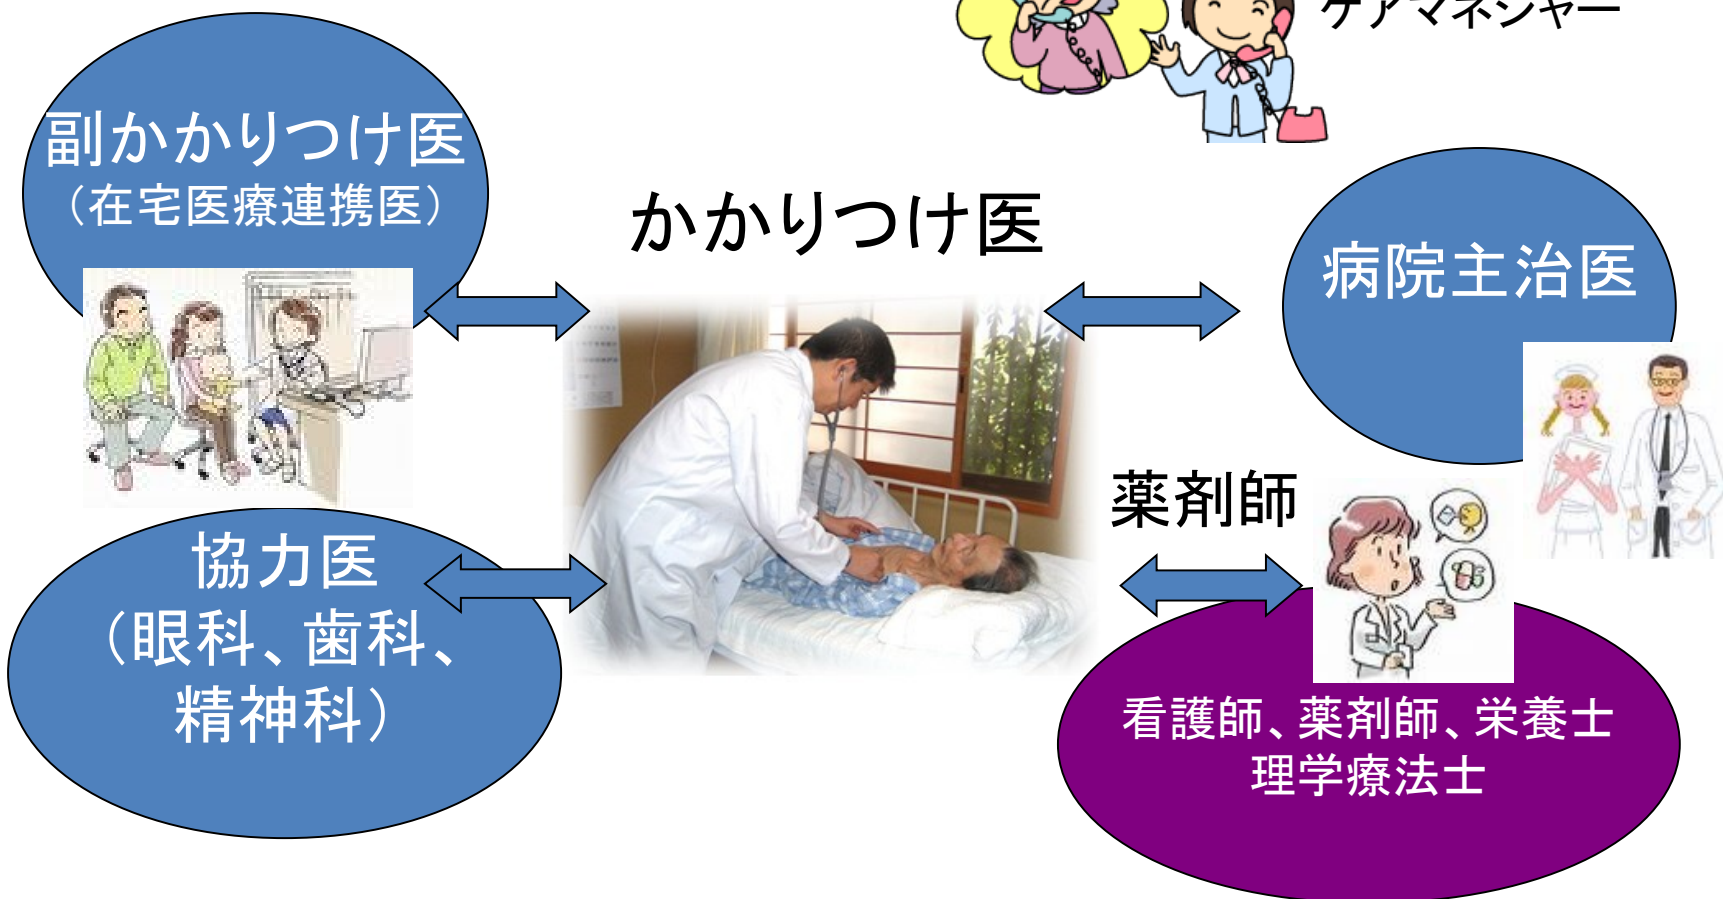 ケアマネジャー
副かかりつけ医
（在宅医療連携医）
かかりつけ医
病院主治医
薬剤師
協力医
（眼科、歯科、
精神科）
看護師、薬剤師、栄養士
理学療法士